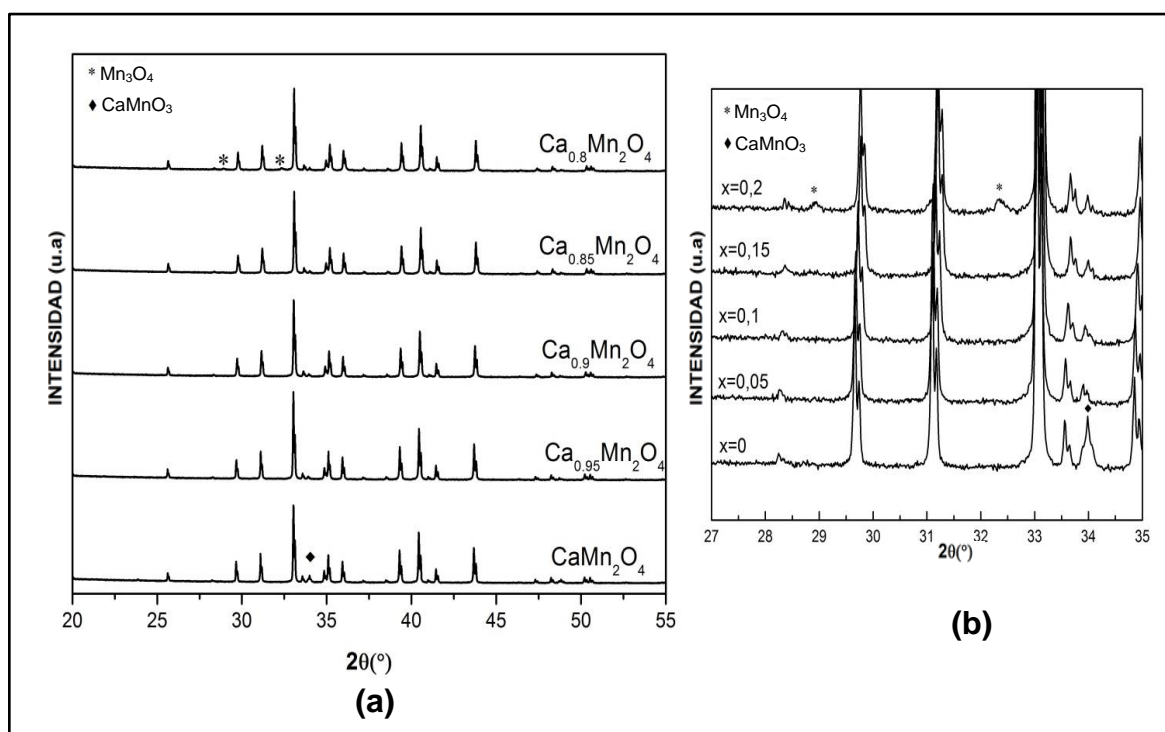 * Mn₃O₄
♦ CaMnO₃
Ca₀.₈Mn₂O₄
Ca₀.₈₅Mn₂O₄
Ca₀.₉Mn₂O₄
Ca₀.₉₅Mn₂O₄
CaMn₂O₄
INTENSIDAD (u.a)
20 25 30 35 40 45 50 55
2θ(°)
(a)
* Mn₃O₄
♦ CaMnO₃
x=0,2
x=0,15
x=0,1
x=0,05
x=0
INTENSIDAD (u.a)
27 28 29 30 31 32 33 34 35
2θ(°)
(b)